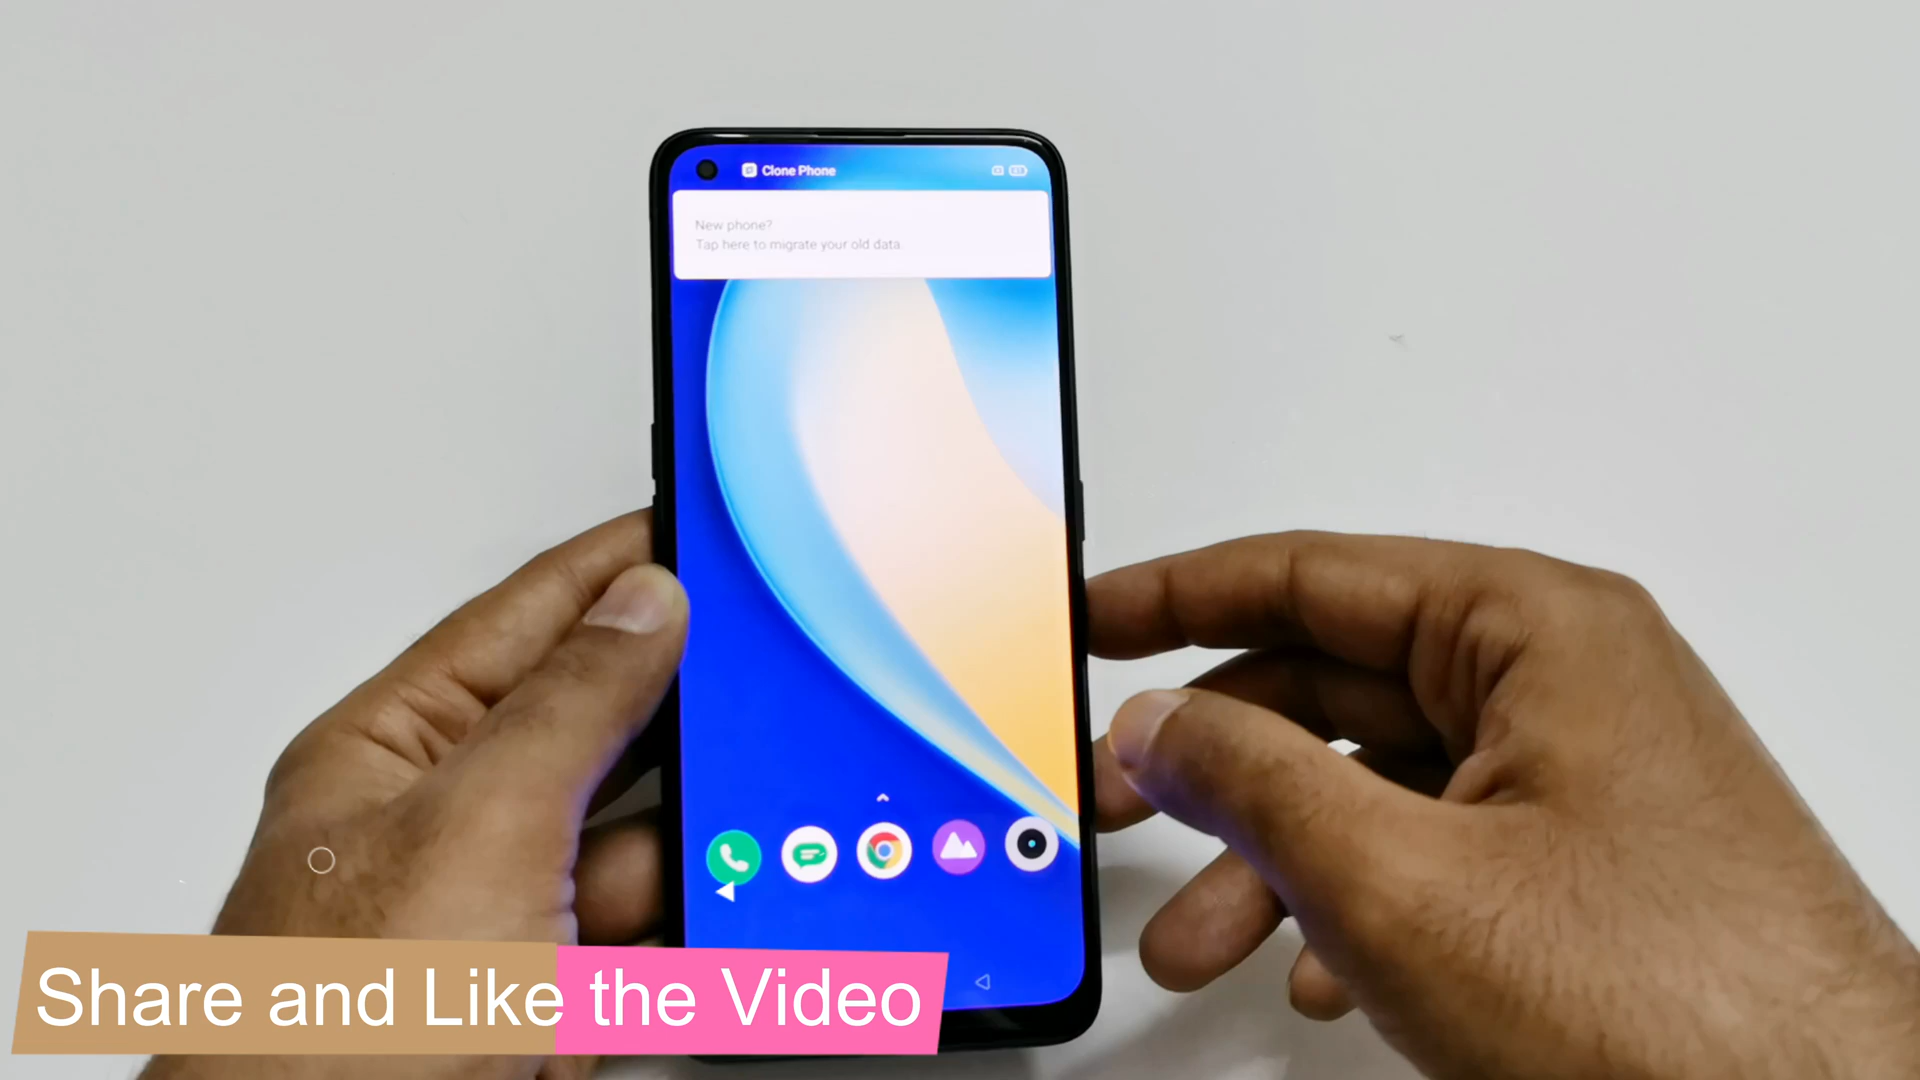 Clone Phone
New phone?
Tap here to migrate your old data.
Share and Like the Video